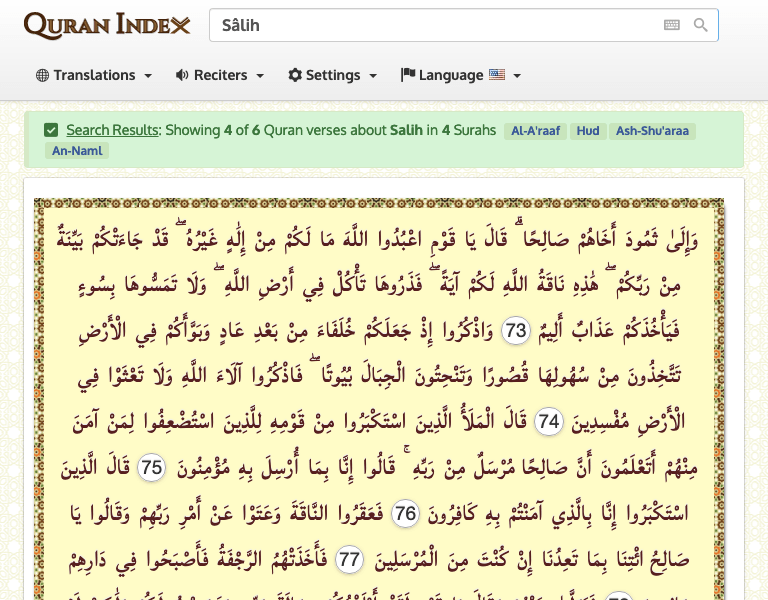 QURAN INDEX
Sâlih
Translations Reciters Settings Language
Search Results: Showing 4 of 6 Quran verses about Salih in 4 Surahs Al-A'raaf Hud Ash-Shu'araa
An-Naml
وَإِلَىٰ ثَمُودَ أَخَاهُمْ صَالِحًا ۗ قَالَ يَا قَوْمِ اعْبُدُوا اللَّهَ مَا لَكُمْ مِنْ إِلَٰهٍ غَيْرُهُ ۖ قَدْ جَاءَتْكُمْ بَيِّنَةٌ
مِنْ رَبِّكُمْ ۖ هَٰذِهِ نَاقَةُ اللَّهِ لَكُمْ آيَةً ۖ فَذَرُوهَا تَأْكُلْ فِي أَرْضِ اللَّهِ ۖ وَلَا تَمَسُّوهَا بِسُوءٍ
فَيَأْخُذَكُمْ عَذَابٌ أَلِيمٌ 73 وَاذْكُرُوا إِذْ جَعَلَكُمْ خُلَفَاءَ مِنْ بَعْدِ عَادٍ وَبَوَّأَكُمْ فِي الْأَرْضِ
تَتَّخِذُونَ مِنْ سُهُولِهَا قُصُورًا وَتَنْحِتُونَ الْجِبَالَ بُيُوتًا ۖ فَاذْكُرُوا آلَاءَ اللَّهِ وَلَا تَعْثَوْا فِي
الْأَرْضِ مُفْسِدِينَ 74 قَالَ الْمَلَأُ الَّذِينَ اسْتَكْبَرُوا مِنْ قَوْمِهِ لِلَّذِينَ اسْتُضْعِفُوا لِمَنْ آمَنَ
مِنْهُمْ أَتَعْلَمُونَ أَنَّ صَالِحًا مُرْسَلٌ مِنْ رَبِّهِ ۚ قَالُوا إِنَّا بِمَا أُرْسِلَ بِهِ مُؤْمِنُونَ 75 قَالَ الَّذِينَ
اسْتَكْبَرُوا إِنَّا بِالَّذِي آمَنْتُمْ بِهِ كَافِرُونَ 76 فَعَقَرُوا النَّاقَةَ وَعَتَوْا عَنْ أَمْرِ رَبِّهِمْ وَقَالُوا يَا
صَالِحُ ائْتِنَا بِمَا تَعِدُنَا إِنْ كُنْتَ مِنَ الْمُرْسَلِينَ 77 فَأَخَذَتْهُمُ الرَّجْفَةُ فَأَصْبَحُوا فِي دَارِهِمْ